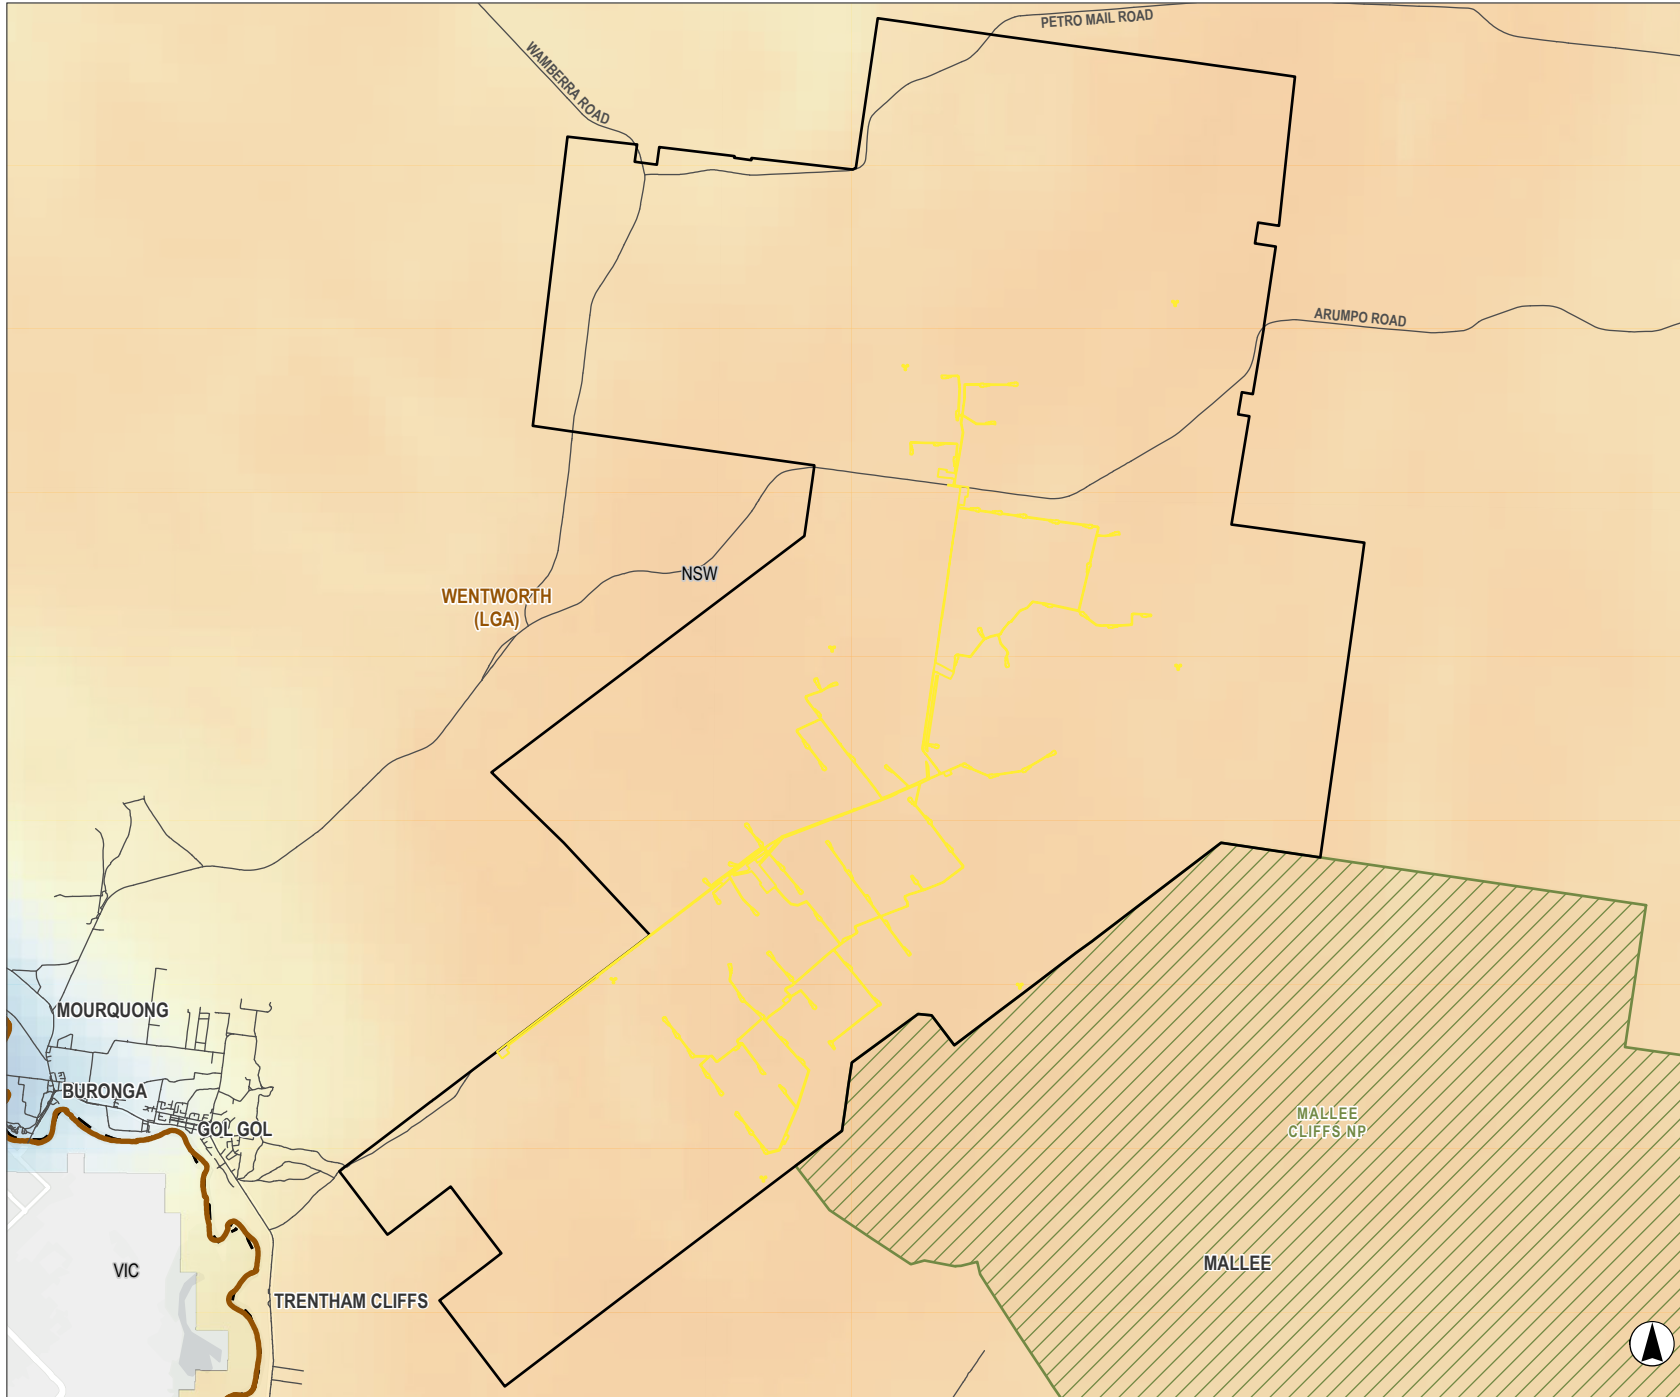 PETRO MAIL ROAD
WAMBERRA ROAD
ARUMPO ROAD
NSW
WENTWORTH
(LGA)
MOURQUONG
BURONGA
GOL GOL
MALLEE
CLIFFS NP
MALLEE
VIC
TRENTHAM CLIFFS